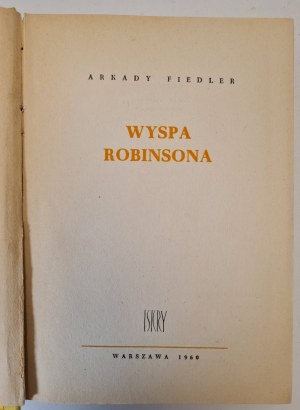 ARKADY FIEDLER
WYSPA
ROBINSONA
ISKRY
WARSZAWA 1960